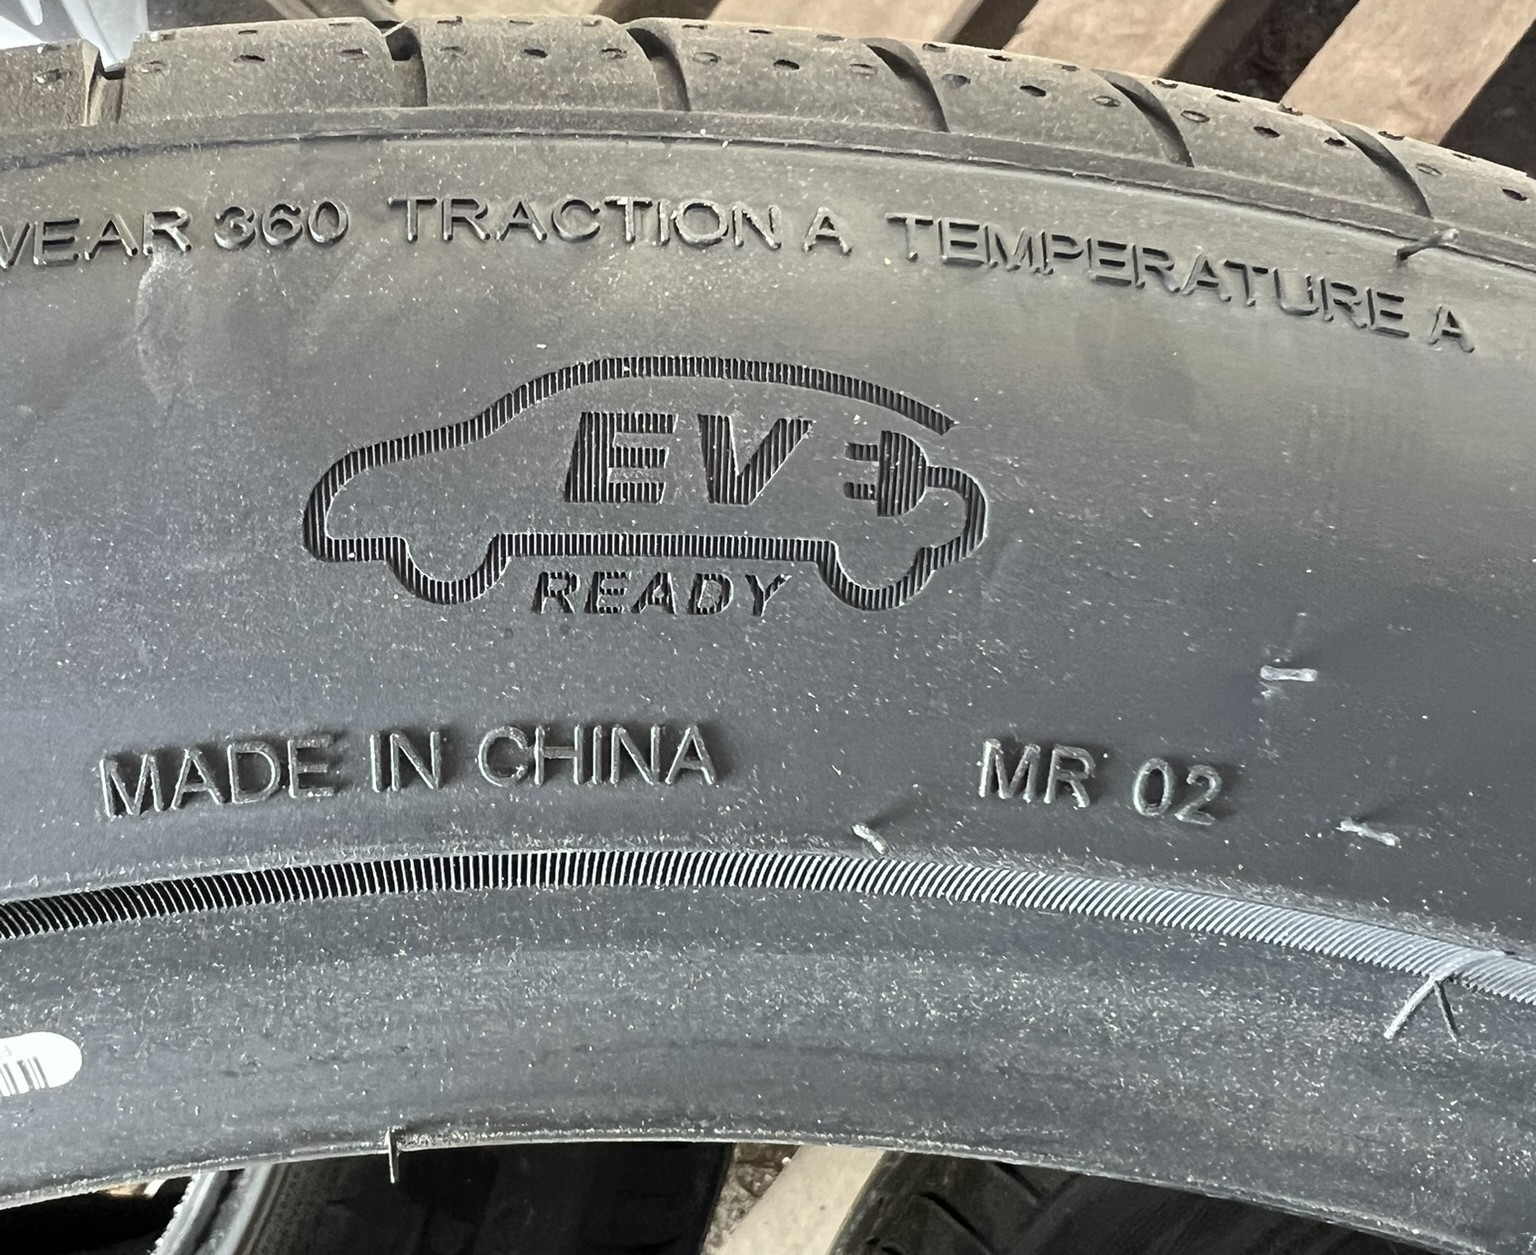 WEAR 360 TRACTION A TEMPERATURE A
EV
READY
MADE IN CHINA MR 02